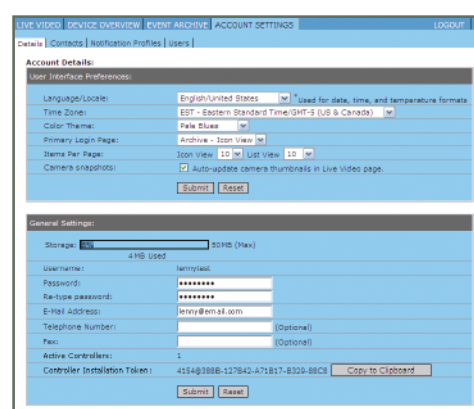 LIVE VIDEO DEVICE OVERVIEW EVENT ARCHIVE ACCOUNT SETTINGS LOGOUT
Details Contacts Notification Profiles Users
Account Details:
User Interface Preferences:
Language/Locale: English/United States *Used for date, time, and temperature formats
Time Zone: EST - Eastern Standard Time/GMT-5 (US & Canada)
Color Theme: Pale Blues
Primary Login Page: Archive - Icon View
Items Per Page: Icon View 10 List View 10
Camera snapshots: Auto-update camera thumbnails in Live Video page.
Submit Reset
General Settings:
Storage: 50MB (Max)
4 MB Used
Username: lennytest
Password: ••••••••
Re-type password: ••••••••
E-Mail Address: lenny@email.com
Telephone Number: (Optional)
Fax: (Optional)
Active Controllers: 1
Controller Installation Token: Copy to Clipboard
Submit Reset